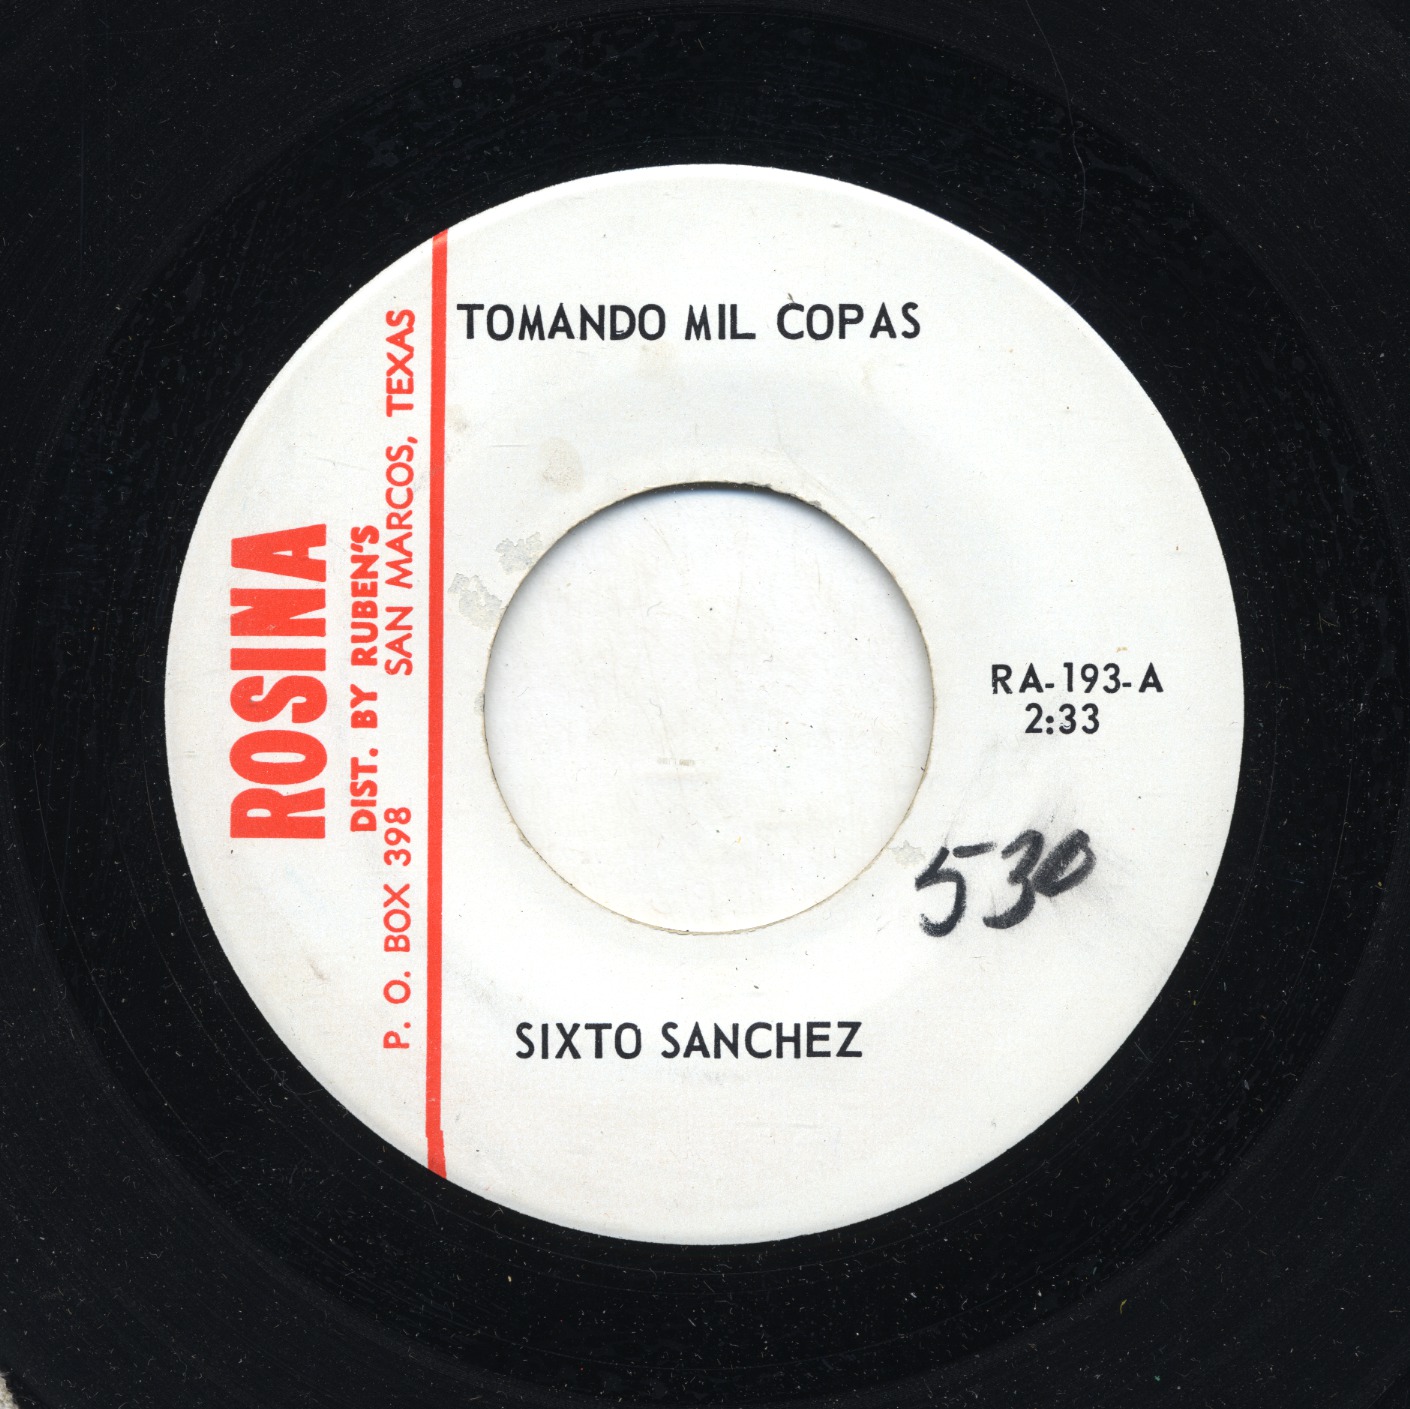 TOMANDO MIL COPAS
ROSINA
DIST. BY RUBEN'S
P. O. BOX 398 SAN MARCOS, TEXAS
RA-193-A
2:33
530
SIXTO SANCHEZ